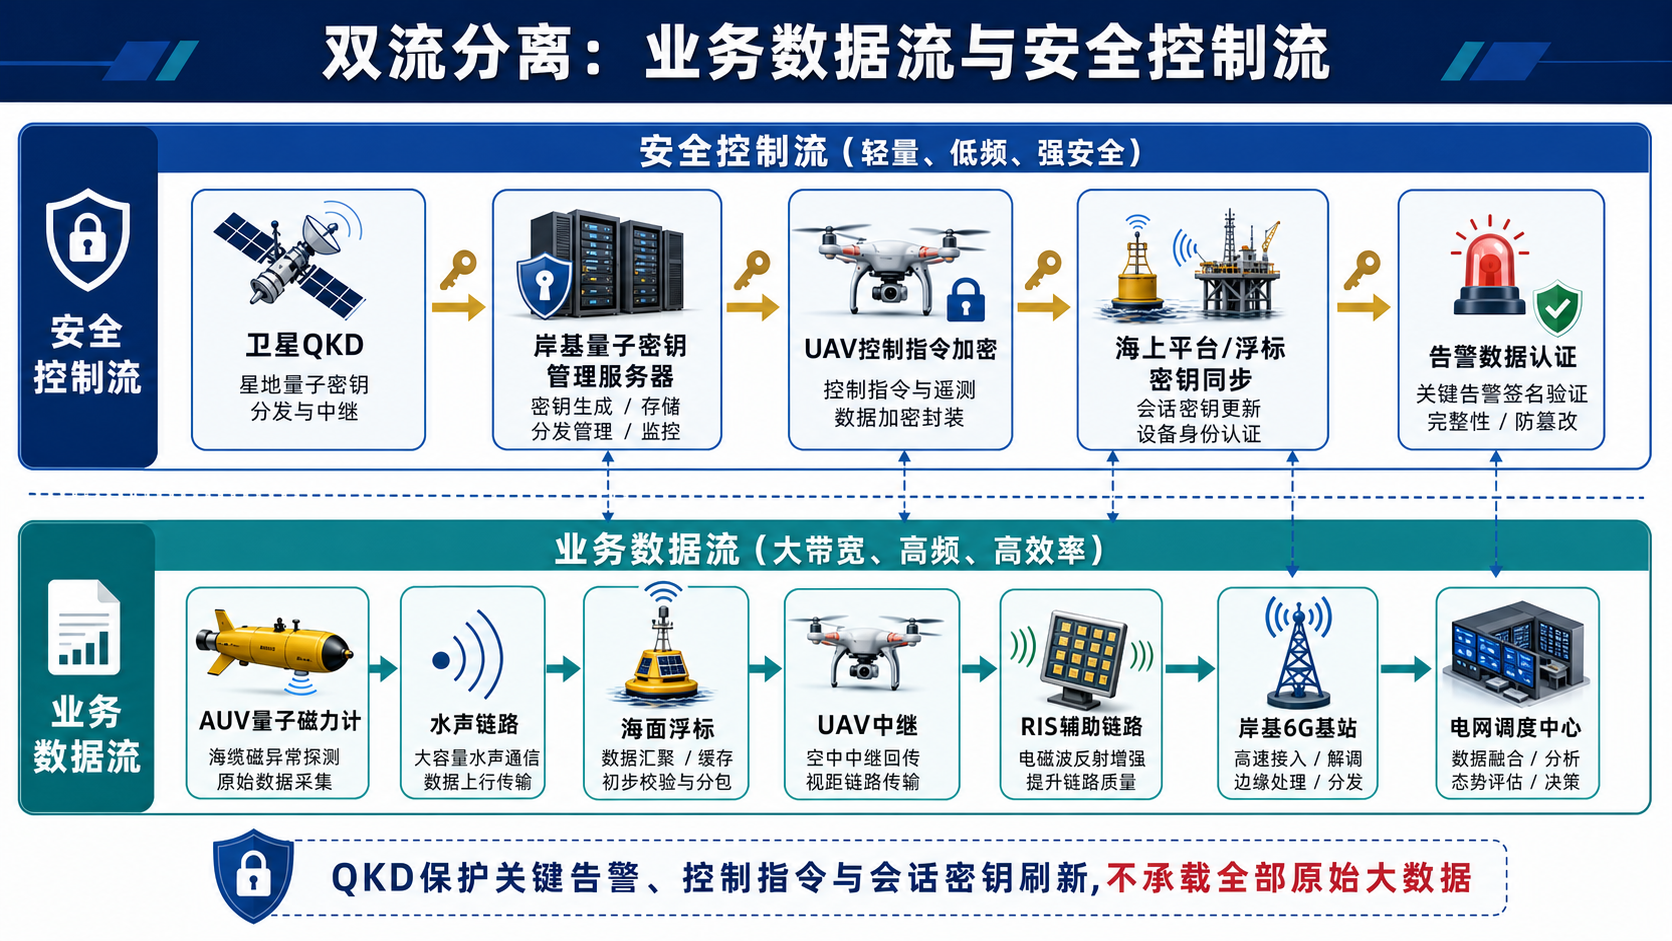 双流分离：业务数据流与安全控制流
安全控制流（轻量、低频、强安全）
安全
控制流
卫星QKD
星地量子密钥
分发与中继
岸基量子密钥
管理服务器
密钥生成 / 存储
分发管理 / 监控
UAV控制指令加密
控制指令与遥测
数据加密封装
海上平台/浮标
密钥同步
会话密钥更新
设备身份认证
告警数据认证
关键告警签名验证
完整性 / 防篡改
业务数据流（大带宽、高频、高效率）
业务
数据流
AUV量子磁力计
海缆磁异常探测
原始数据采集
水声链路
大容量水声通信
数据上行传输
海面浮标
数据汇聚 / 缓存
初步校验与分包
UAV中继
空中中继回传
视距链路传输
RIS辅助链路
电磁波反射增强
提升链路质量
岸基6G基站
高速接入 / 解调
边缘处理 / 分发
电网调度中心
数据融合 / 分析
态势评估 / 决策
QKD保护关键告警、控制指令与会话密钥刷新,不承载全部原始大数据